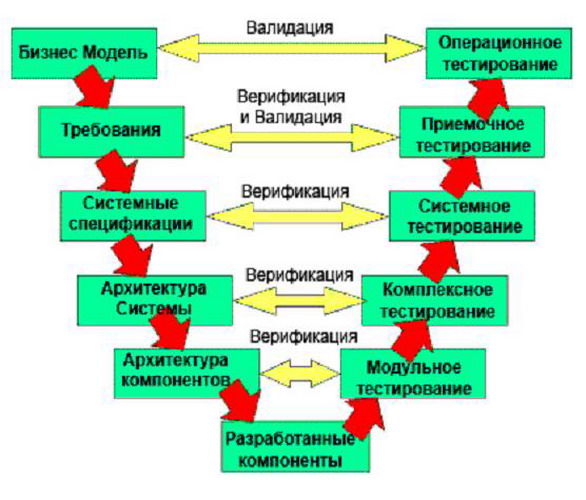 Валидация
Бизнес Модель
Операционное
тестирование
Верификация
и Валидация
Требования
Приемочное
тестирование
Верификация
Системные
спецификации
Системное
тестирование
Верификация
Архитектура
Системы
Комплексное
тестирование
Верификация
Архитектура
компонентов
Модульное
тестирование
Разработанные
компоненты